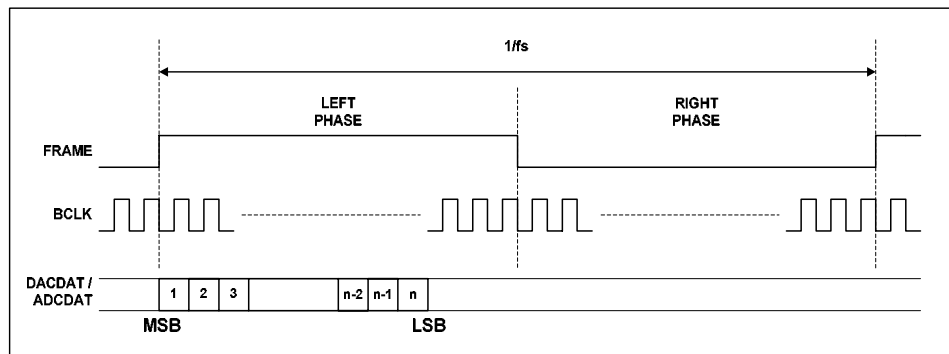 1/fs
LEFT
PHASE
RIGHT
PHASE
FRAME
BCLK
DACDAT /
ADCDAT
1 2 3 n-2 n-1 n
MSB LSB